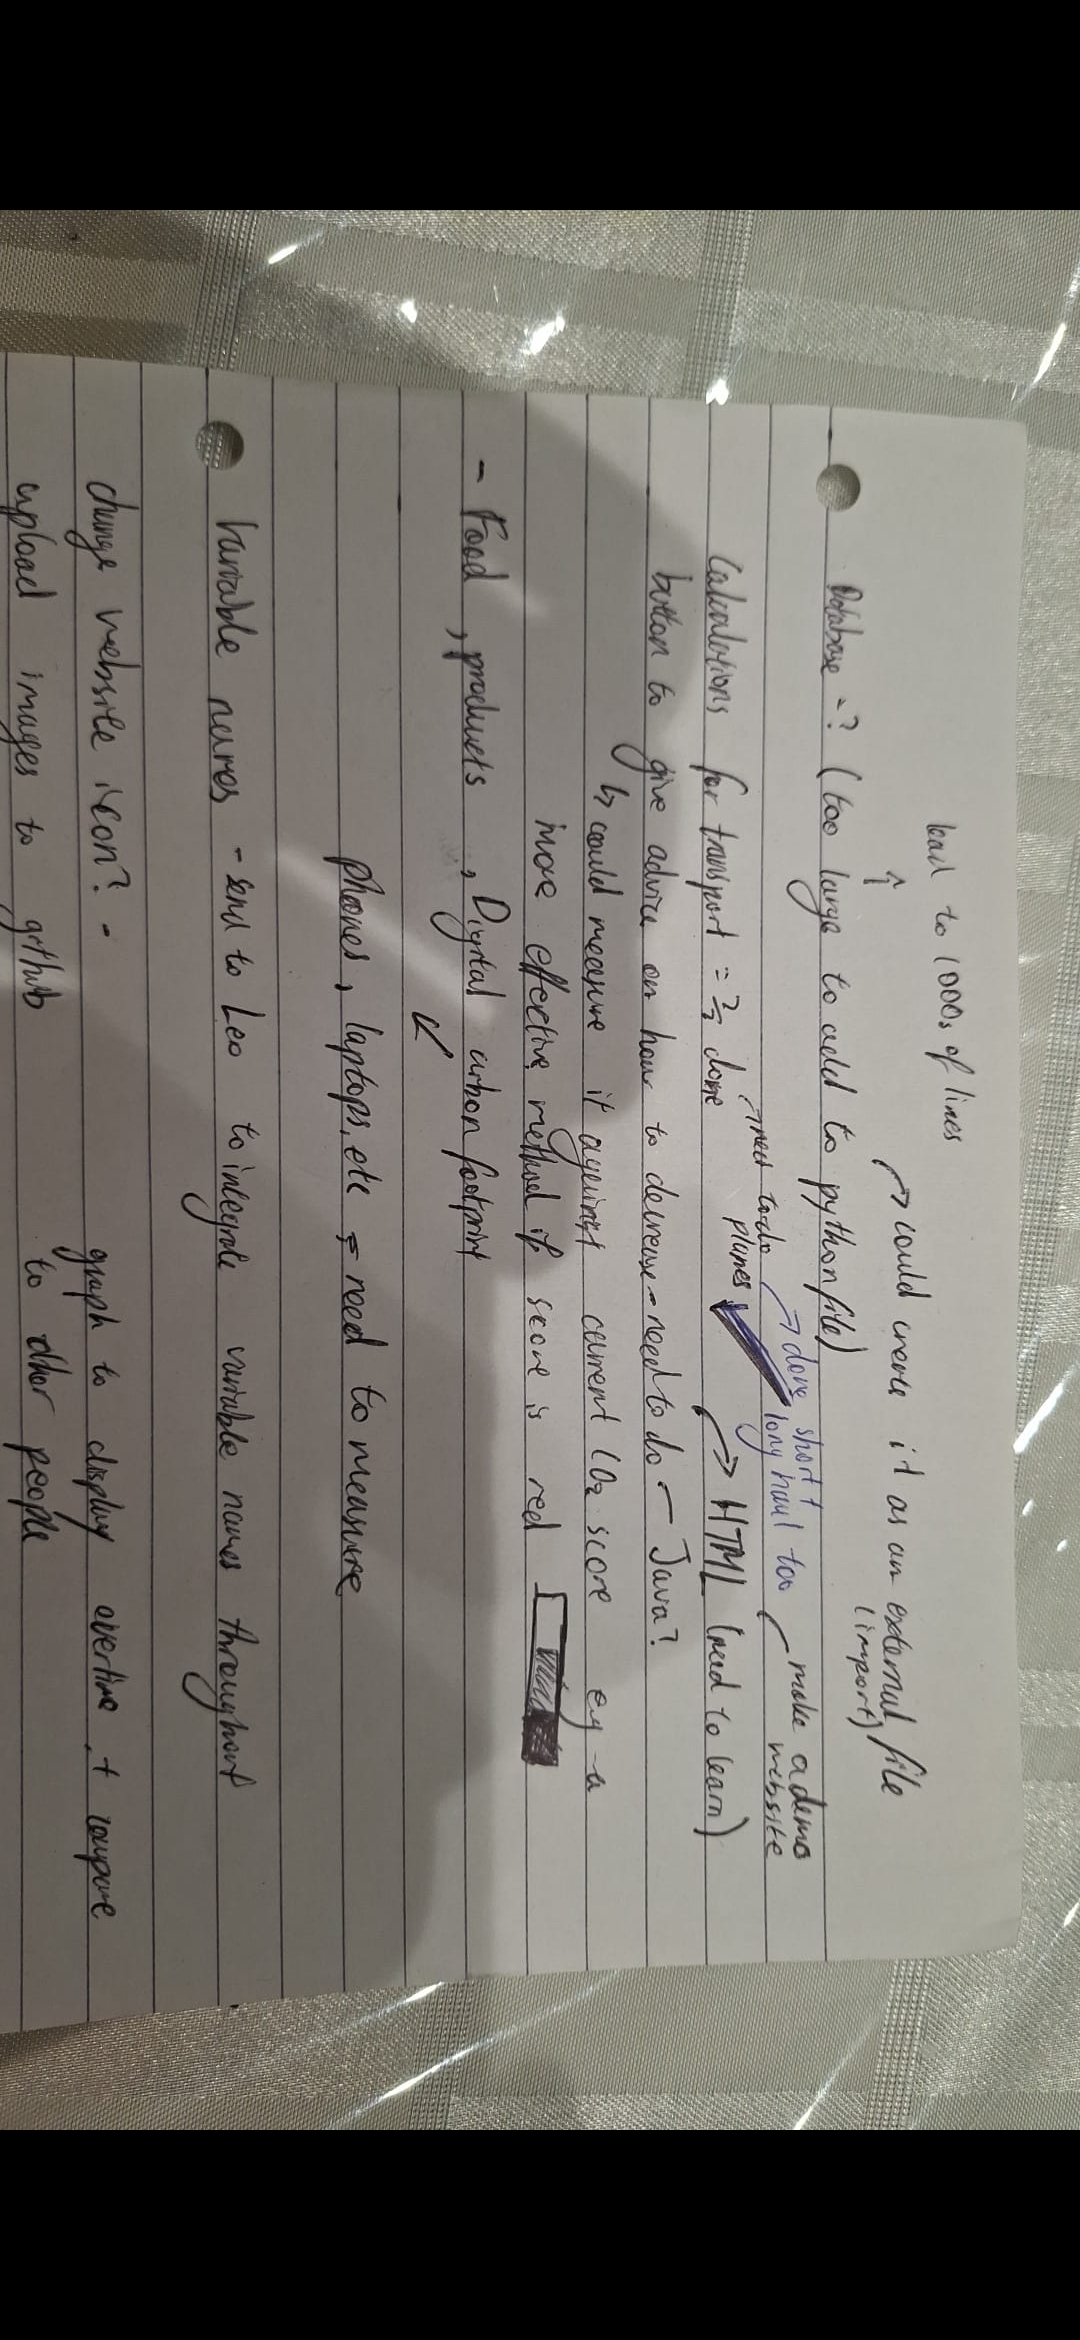 lead to 1000s of lines
↑
→ could create it as an external file
(import)
Database - ? (too large to add to python file)
→ done short +
long haul too
make a demo
website
→ need to do
planes
Calculations for transport = ⅔ done
→ HTML (need to learn)
button to give advice on how to decrease - need to do - Java?
↳ could measure it against current CO₂ score eg a
more effective method if score is red
- Food, products, Digital carbon footprint
↙
phones, laptops, etc = need to measure
Variable names - send to Leo to integrate variable names throughout
change website icon? - graph to display overtime + compare
upload images to github to other people